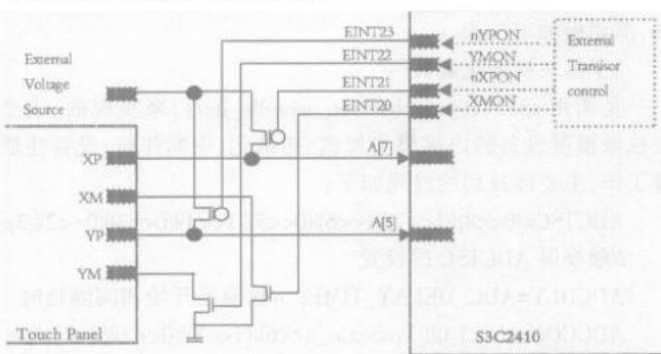 EINT23
nYPON
External
EINT22
YMON
Transisor
External
EINT21
nXPON
control
Voltage
EINT20
XMON
Source
XP
A[7]
XM
YP
A[5]
YM
Touch Panel
S3C2410